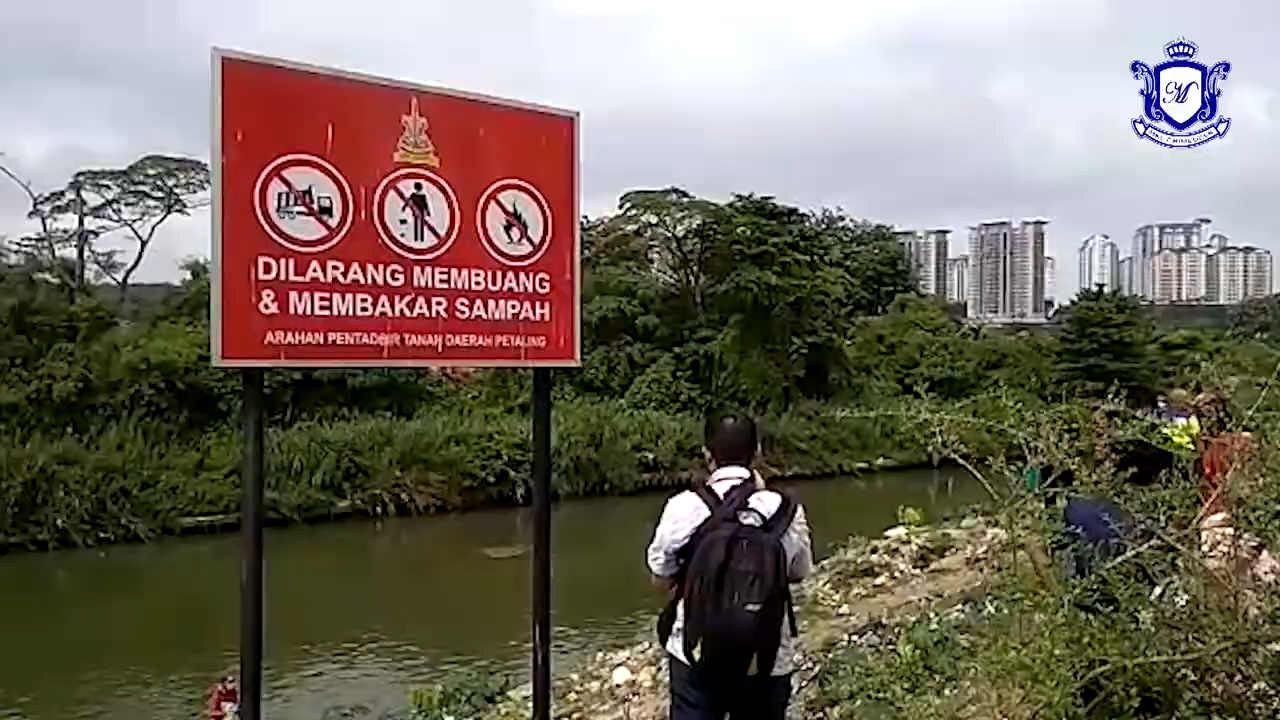 DILARANG MEMBUANG
& MEMBAKAR SAMPAH
ARAHAN PENTADBIR TANAH DAERAH PETALING
M